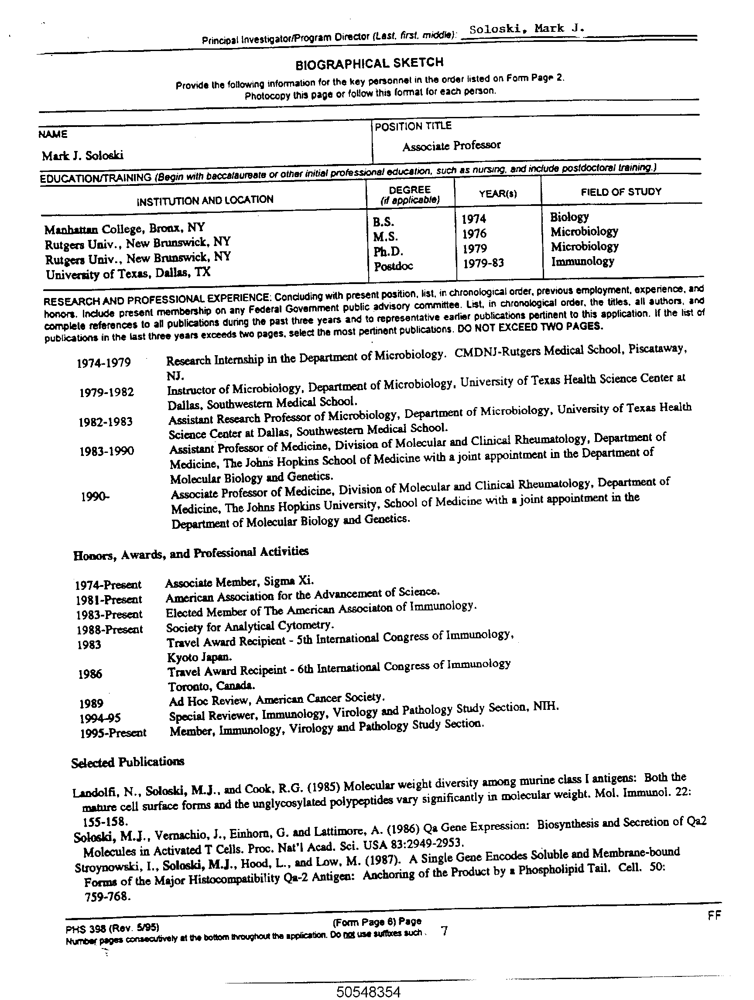 Principal Investigator/Program Director (Last, first, middle): Soloski, Mark J.
BIOGRAPHICAL SKETCH
Provide the following information for the key personnel in the order listed on Form Page 2.
Photocopy this page or follow this format for each person.
NAME
Mark J. Soloski
POSITION TITLE
Associate Professor
EDUCATION/TRAINING (Begin with baccalaureate or other initial professional education, such as nursing, and include postdoctoral training.)
INSTITUTION AND LOCATION DEGREE (if applicable) YEAR(s) FIELD OF STUDY
Manhattan College, Bronx, NY B.S. 1974 Biology
Rutgers Univ., New Brunswick, NY M.S. 1976 Microbiology
Rutgers Univ., New Brunswick, NY Ph.D. 1979 Microbiology
University of Texas, Dallas, TX Postdoc 1979-83 Immunology
RESEARCH AND PROFESSIONAL EXPERIENCE: Concluding with present position, list, in chronological order, previous employment, experience, and
honors. Include present membership on any Federal Government public advisory committee. List, in chronological order, the titles, all authors, and
complete references to all publications during the past three years and to representative earlier publications pertinent to this application. If the list of
publications in the last three years exceeds two pages, select the most pertinent publications. DO NOT EXCEED TWO PAGES.
1974-1979 Research Internship in the Department of Microbiology. CMDNJ-Rutgers Medical School, Piscataway,
NJ.
1979-1982 Instructor of Microbiology, Department of Microbiology, University of Texas Health Science Center at
Dallas, Southwestern Medical School.
1982-1983 Assistant Research Professor of Microbiology, Department of Microbiology, University of Texas Health
Science Center at Dallas, Southwestern Medical School.
1983-1990 Assistant Professor of Medicine, Division of Molecular and Clinical Rheumatology, Department of
Medicine, The Johns Hopkins School of Medicine with a joint appointment in the Department of
Molecular Biology and Genetics.
1990- Associate Professor of Medicine, Division of Molecular and Clinical Rheumatology, Department of
Medicine, The Johns Hopkins University, School of Medicine with a joint appointment in the
Department of Molecular Biology and Genetics.
Honors, Awards, and Professional Activities
1974-Present Associate Member, Sigma Xi.
1981-Present American Association for the Advancement of Science.
1983-Present Elected Member of The American Associaton of Immunology.
1988-Present Society for Analytical Cytometry.
1983 Travel Award Recipient - 5th International Congress of Immunology,
Kyoto Japan.
1986 Travel Award Recipeint - 6th International Congress of Immunology
Toronto, Canada.
1989 Ad Hoc Review, American Cancer Society.
1994-95 Special Reviewer, Immunology, Virology and Pathology Study Section, NIH.
1995-Present Member, Immunology, Virology and Pathology Study Section.
Selected Publications
Landolfi, N., Soloski, M.J., and Cook, R.G. (1985) Molecular weight diversity among murine class I antigens: Both the
mature cell surface forms and the unglycosylated polypeptides vary significantly in molecular weight. Mol. Immunol. 22:
155-158.
Soloski, M.J., Vernachio, J., Einhorn, G. and Lattimore, A. (1986) Qa Gene Expression: Biosynthesis and Secretion of Qa2
Molecules in Activated T Cells. Proc. Nat'l Acad. Sci. USA 83:2949-2953.
Stroynowski, I., Soloski, M.J., Hood, L., and Low, M. (1987). A Single Gene Encodes Soluble and Membrane-bound
Forms of the Major Histocompatibility Qa-2 Antigen: Anchoring of the Product by a Phospholipid Tail. Cell. 50:
759-768.
PHS 398 (Rev. 5/95) (Form Page 6) Page 7 FF
Number pages consecutively at the bottom throughout the application. Do not use suffixes such .
50548354